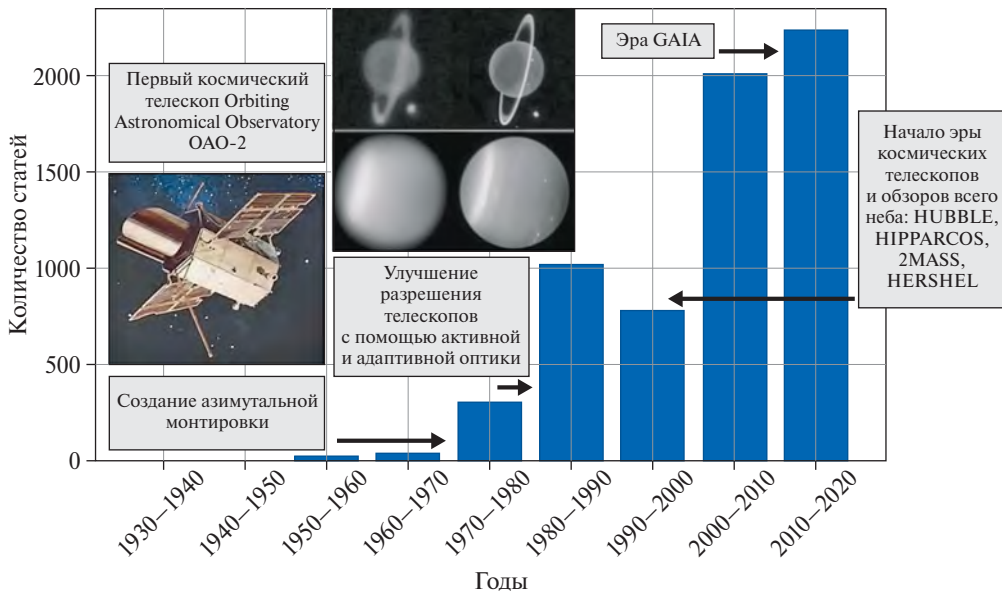 Количество статей
2000
1500
1000
500
0
Первый космический
телескоп Orbiting
Astronomical Observatory
OAO-2
Создание азимутальной
монтировки
Улучшение
разрешения
телескопов
с помощью активной
и адаптивной оптики
Эра GAIA
Начало эры
космических
телескопов
и обзоров всего
неба: HUBBLE,
HIPPARCOS,
2MASS,
HERSHEL
1930–1940
1940–1950
1950–1960
1960–1970
1970–1980
1980–1990
1990–2000
2000–2010
2010–2020
Годы